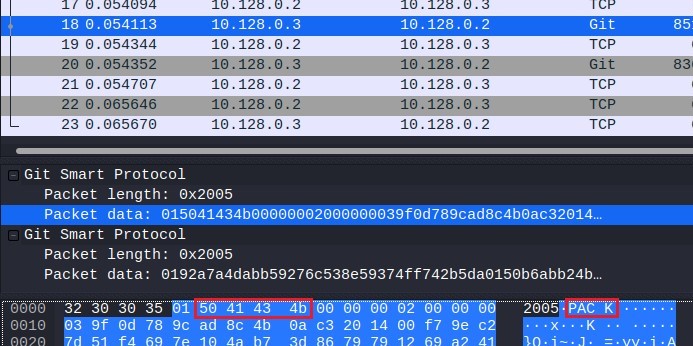 17 0.054094 10.128.0.2 10.128.0.3 TCP
18 0.054113 10.128.0.3 10.128.0.2 Git 85
19 0.054344 10.128.0.2 10.128.0.3 TCP
20 0.054352 10.128.0.3 10.128.0.2 Git 83
21 0.054707 10.128.0.2 10.128.0.3 TCP
22 0.065646 10.128.0.2 10.128.0.3 TCP
23 0.065670 10.128.0.3 10.128.0.2 TCP
Git Smart Protocol
Packet length: 0x2005
Packet data: 015041434b00000002000000039f0d789cad8c4b0ac32014…
Git Smart Protocol
Packet length: 0x2005
Packet data: 0192a7a4dabb59276c538e59374ff742b5da0150b6abb24b…
0000 32 30 30 35 01 50 41 43 4b 00 00 00 02 00 00 00 2005·PAC K·······
0010 03 9f 0d 78 9c ad 8c 4b 0a c3 20 14 00 f7 9e c2 ···x···K ·· ·····
0020 7d 51 f4 69 7e 10 4a b7 3d 86 79 79 12 69 a2 41 }Q·i~·J· =·yy·i·A